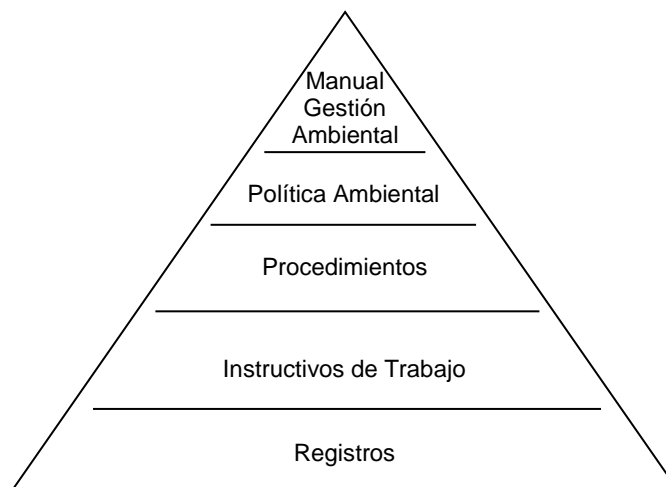 Manual
Gestión
Ambiental
Política Ambiental
Procedimientos
Instructivos de Trabajo
Registros